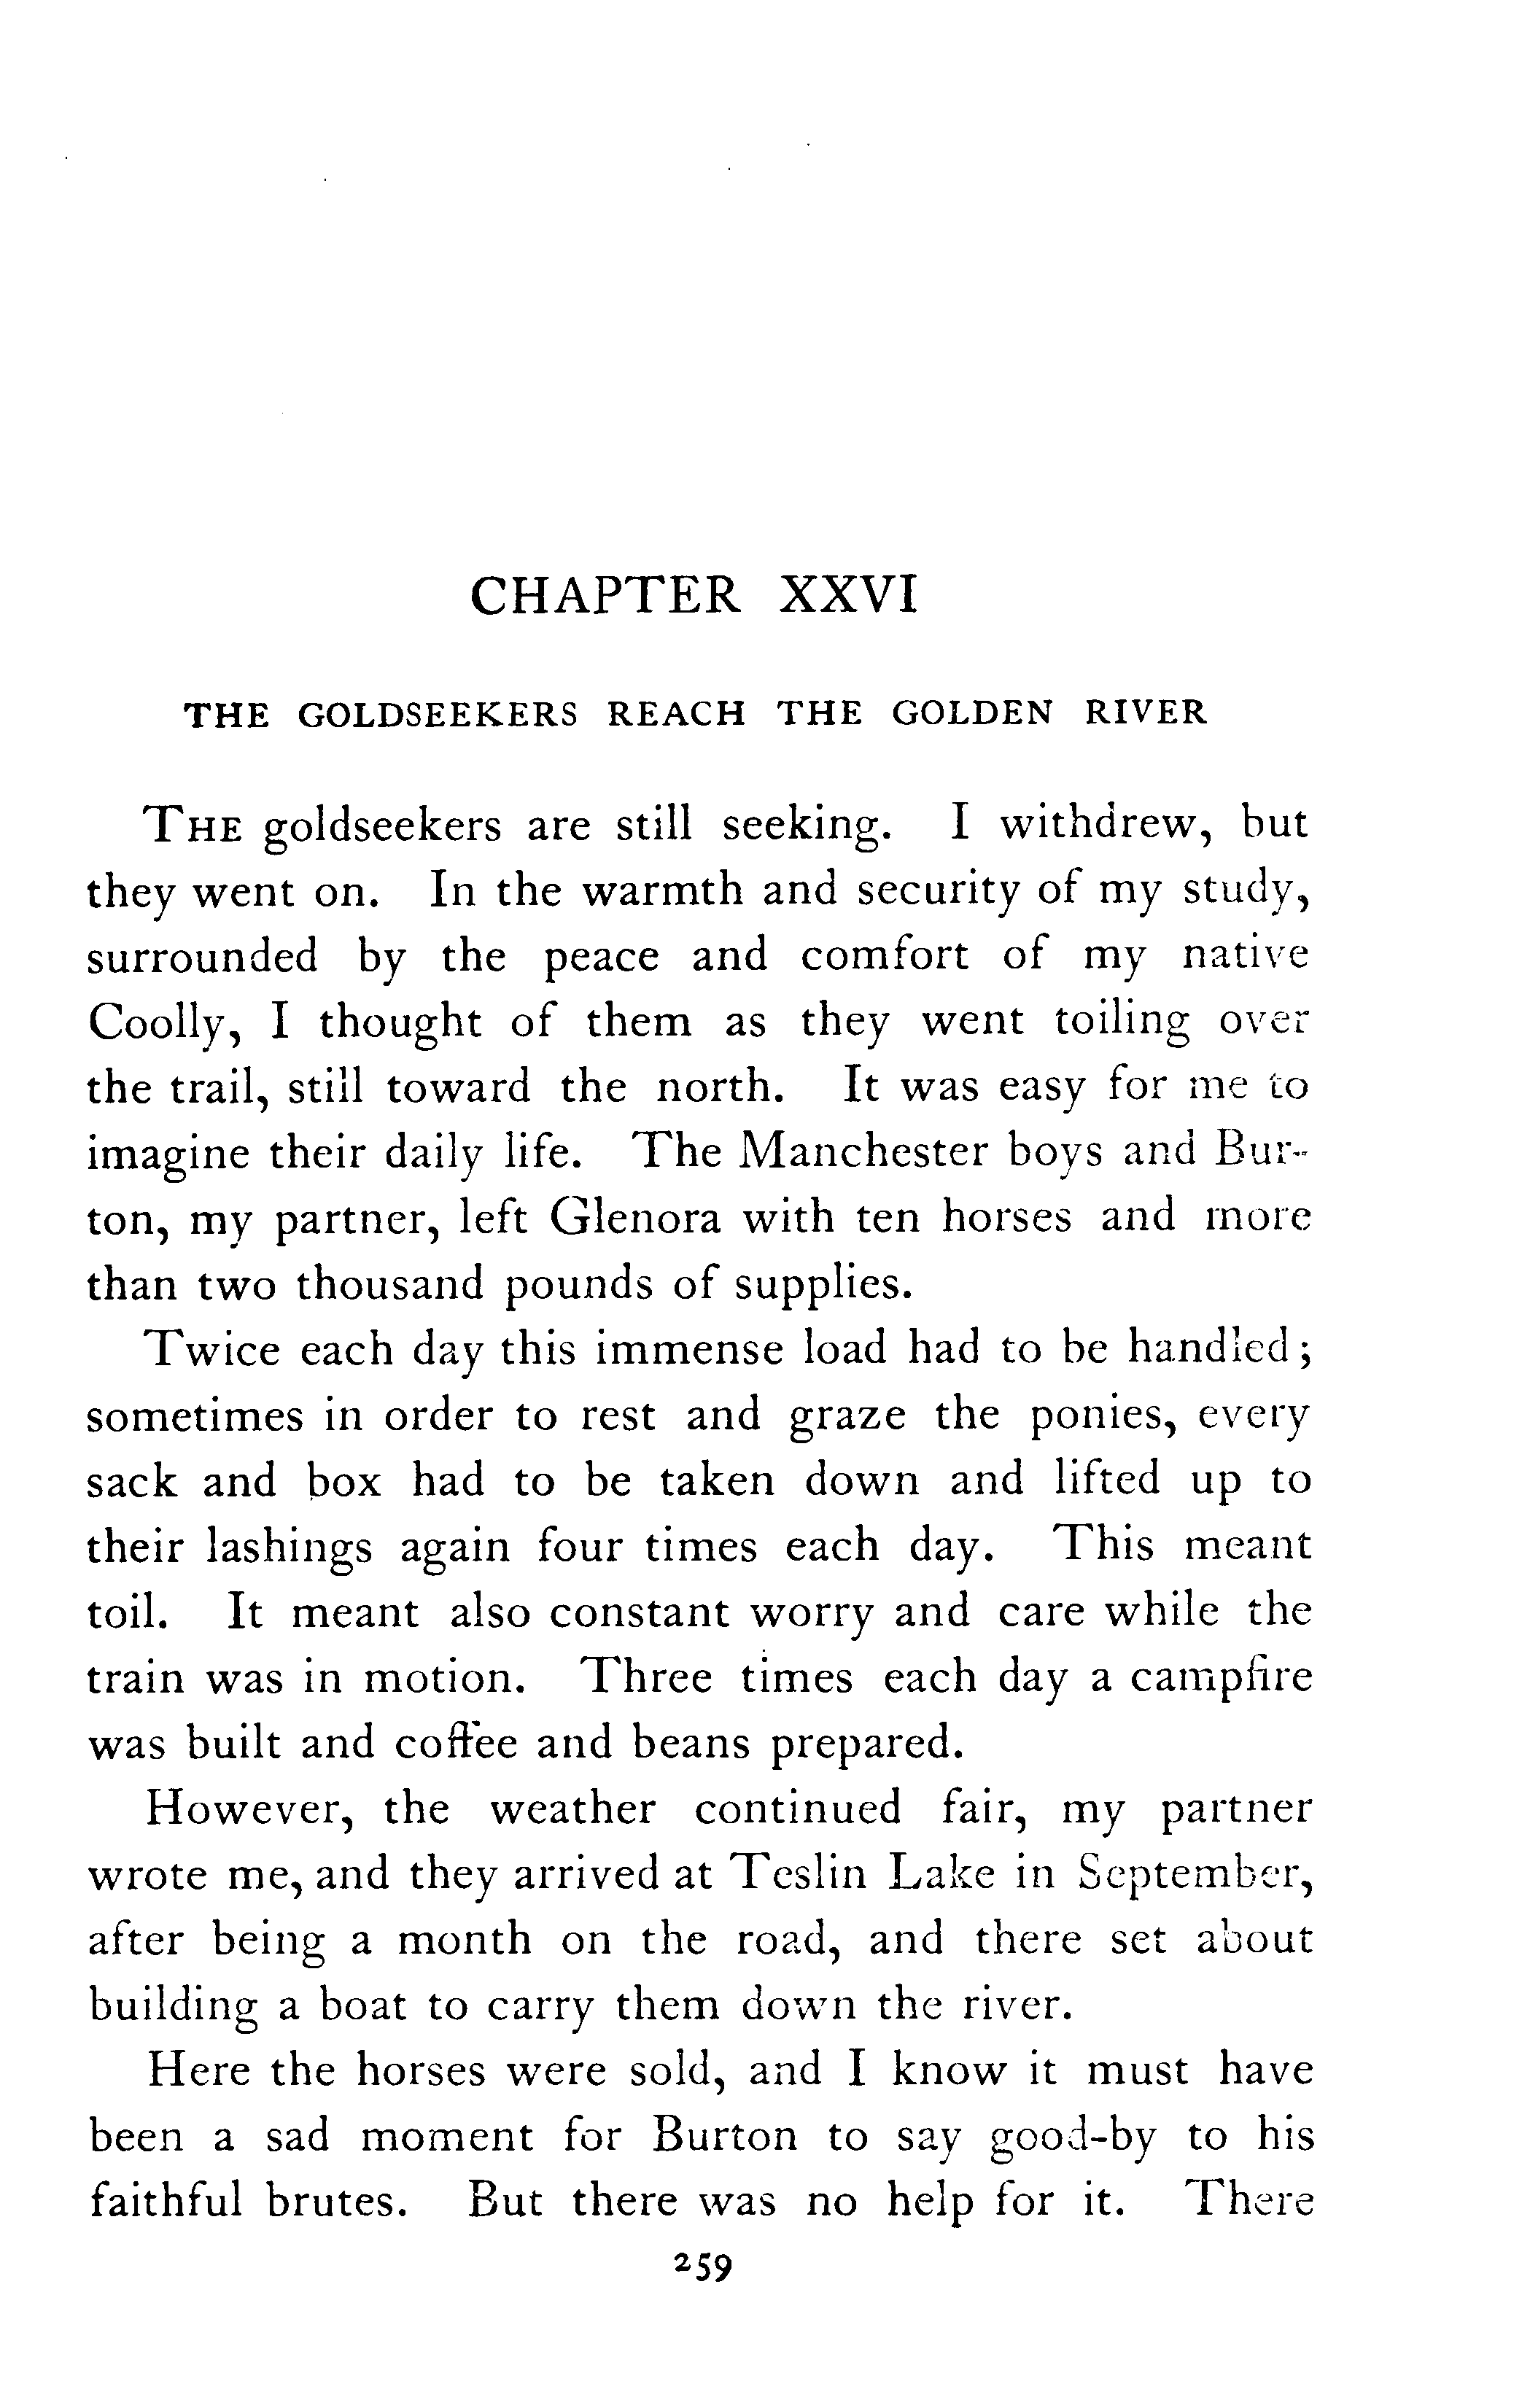 CHAPTER XXVI
THE GOLDSEEKERS REACH THE GOLDEN RIVER
THE goldseekers are still seeking. I withdrew, but
they went on. In the warmth and security of my study,
surrounded by the peace and comfort of my native
Coolly, I thought of them as they went toiling over
the trail, still toward the north. It was easy for me to
imagine their daily life. The Manchester boys and Bur-
ton, my partner, left Glenora with ten horses and more
than two thousand pounds of supplies.
Twice each day this immense load had to be handled;
sometimes in order to rest and graze the ponies, every
sack and box had to be taken down and lifted up to
their lashings again four times each day. This meant
toil. It meant also constant worry and care while the
train was in motion. Three times each day a campfire
was built and coffee and beans prepared.
However, the weather continued fair, my partner
wrote me, and they arrived at Teslin Lake in September,
after being a month on the road, and there set about
building a boat to carry them down the river.
Here the horses were sold, and I know it must have
been a sad moment for Burton to say good-by to his
faithful brutes. But there was no help for it. There
259